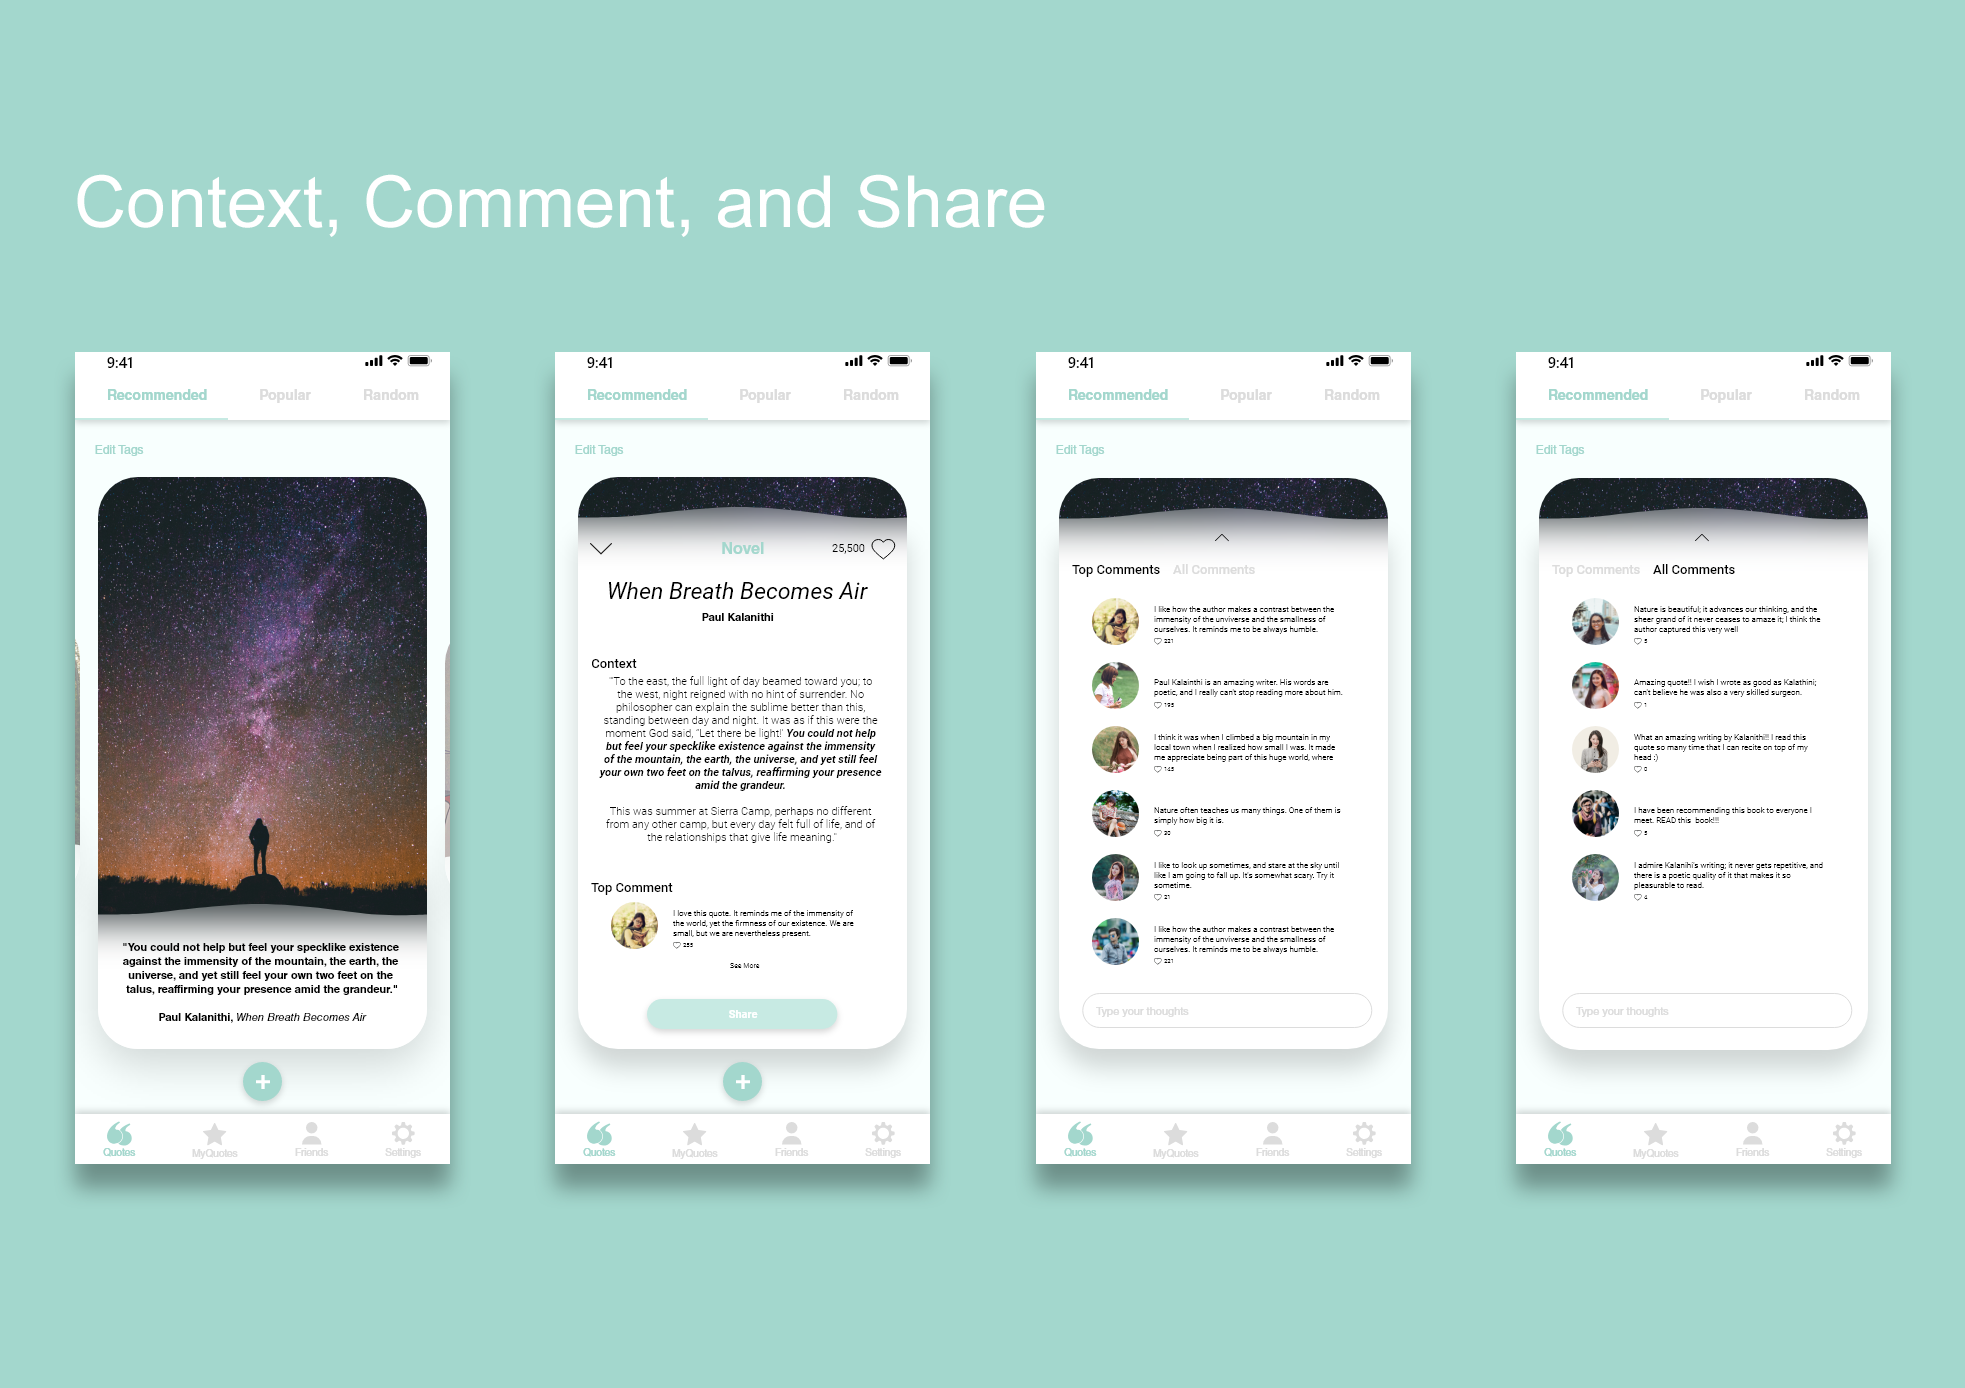 Context, Comment, and Share
9:41
Recommended
Popular
Random
Edit Tags
"You could not help but feel your specklike existence
against the immensity of the mountain, the earth, the
universe, and yet still feel your own two feet on the
talus, reaffirming your presence amid the grandeur."
Paul Kalanithi, When Breath Becomes Air
+
Quotes
MyQuotes
Friends
Settings
9:41
Recommended
Popular
Random
Edit Tags
Novel
25,500
When Breath Becomes Air
Paul Kalanithi
Context
"To the east, the full light of day beamed toward you; to
the west, night reigned with no hint of surrender. No
philosopher can explain the sublime better than this,
standing between day and night. It was as if this were the
moment God said, "Let there be light!' You could not help
but feel your specklike existence against the immensity
of the mountain, the earth, the universe, and yet still feel
your own two feet on the talvus, reaffirming your presence
amid the grandeur.
This was summer at Sierra Camp, perhaps no different
from any other camp, but every day felt full of life, and of
the relationships that give life meaning."
Top Comment
I love this quote. It reminds me of the immensity of
the world, yet the firmness of our existence. We are
small, but we are nevertheless present.
255
See More
Share
+
Quotes
MyQuotes
Friends
Settings
9:41
Recommended
Popular
Random
Edit Tags
Top Comments
All Comments
I like how the author makes a contrast between the
immensity of the unviverse and the smallness of
ourselves. It reminds me to be always humble.
221
Paul Kalainthi is an amazing writer. His words are
poetic, and I really can't stop reading more about him.
195
I think it was when I climbed a big mountain in my
local town when I realized how small I was. It made
me appreciate being part of this huge world, where
145
Nature often teaches us many things. One of them is
simply how big it is.
30
I like to look up sometimes, and stare at the sky until
like I am going to fall up. It's somewhat scary. Try it
sometime.
21
I like how the author makes a contrast between the
immensity of the unviverse and the smallness of
ourselves. It reminds me to be always humble.
221
Type your thoughts
Quotes
MyQuotes
Friends
Settings
9:41
Recommended
Popular
Random
Edit Tags
Top Comments
All Comments
Nature is beautiful; it advances our thinking, and the
sheer grand of it never ceases to amaze it; I think the
author captured this very well
5
Amazing quote!! I wish I wrote as good as Kalathini;
can't believe he was also a very skilled surgeon.
1
What an amazing writing by Kalanithi!! I read this
quote so many time that I can recite on top of my
head :)
0
I have been recommending this book to everyone I
meet. READ this book!!!
5
I admire Kalanihi's writing; it never gets repetitive, and
there is a poetic quality of it that makes it so
pleasurable to read.
4
Type your thoughts
Quotes
MyQuotes
Friends
Settings